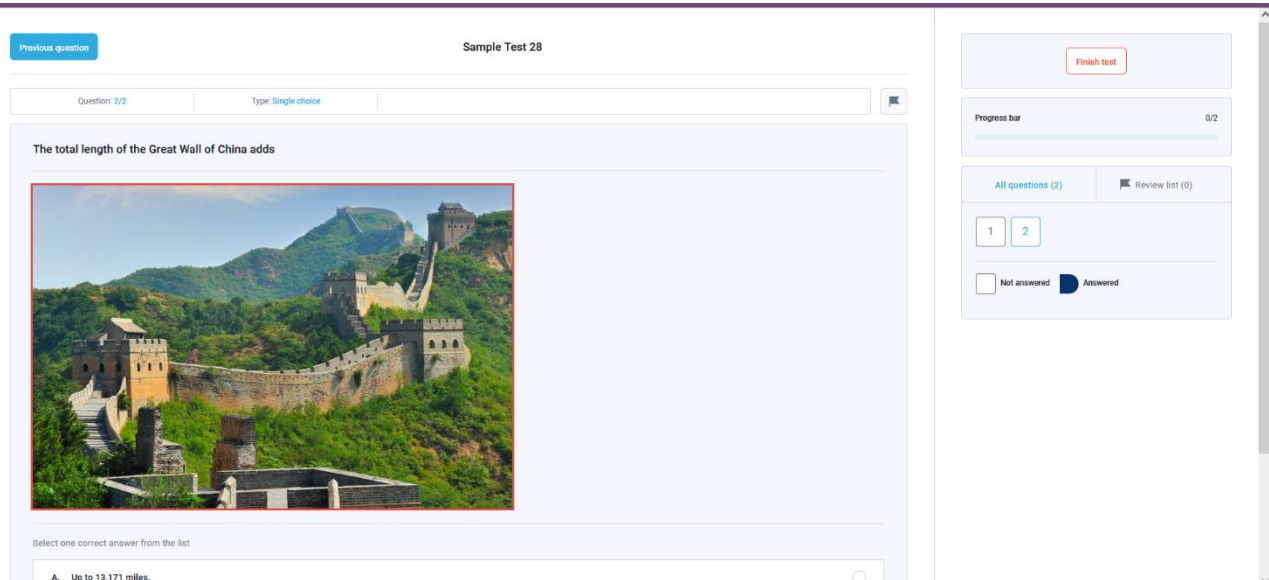 Previous question
Sample Test 28
Finish test
Question: 2/2
Type: Single choice
Progress bar
0/2
The total length of the Great Wall of China adds
All questions (2)
Review list (0)
1
2
Not answered
Answered
Select one correct answer from the list
A. Up to 13,171 miles.